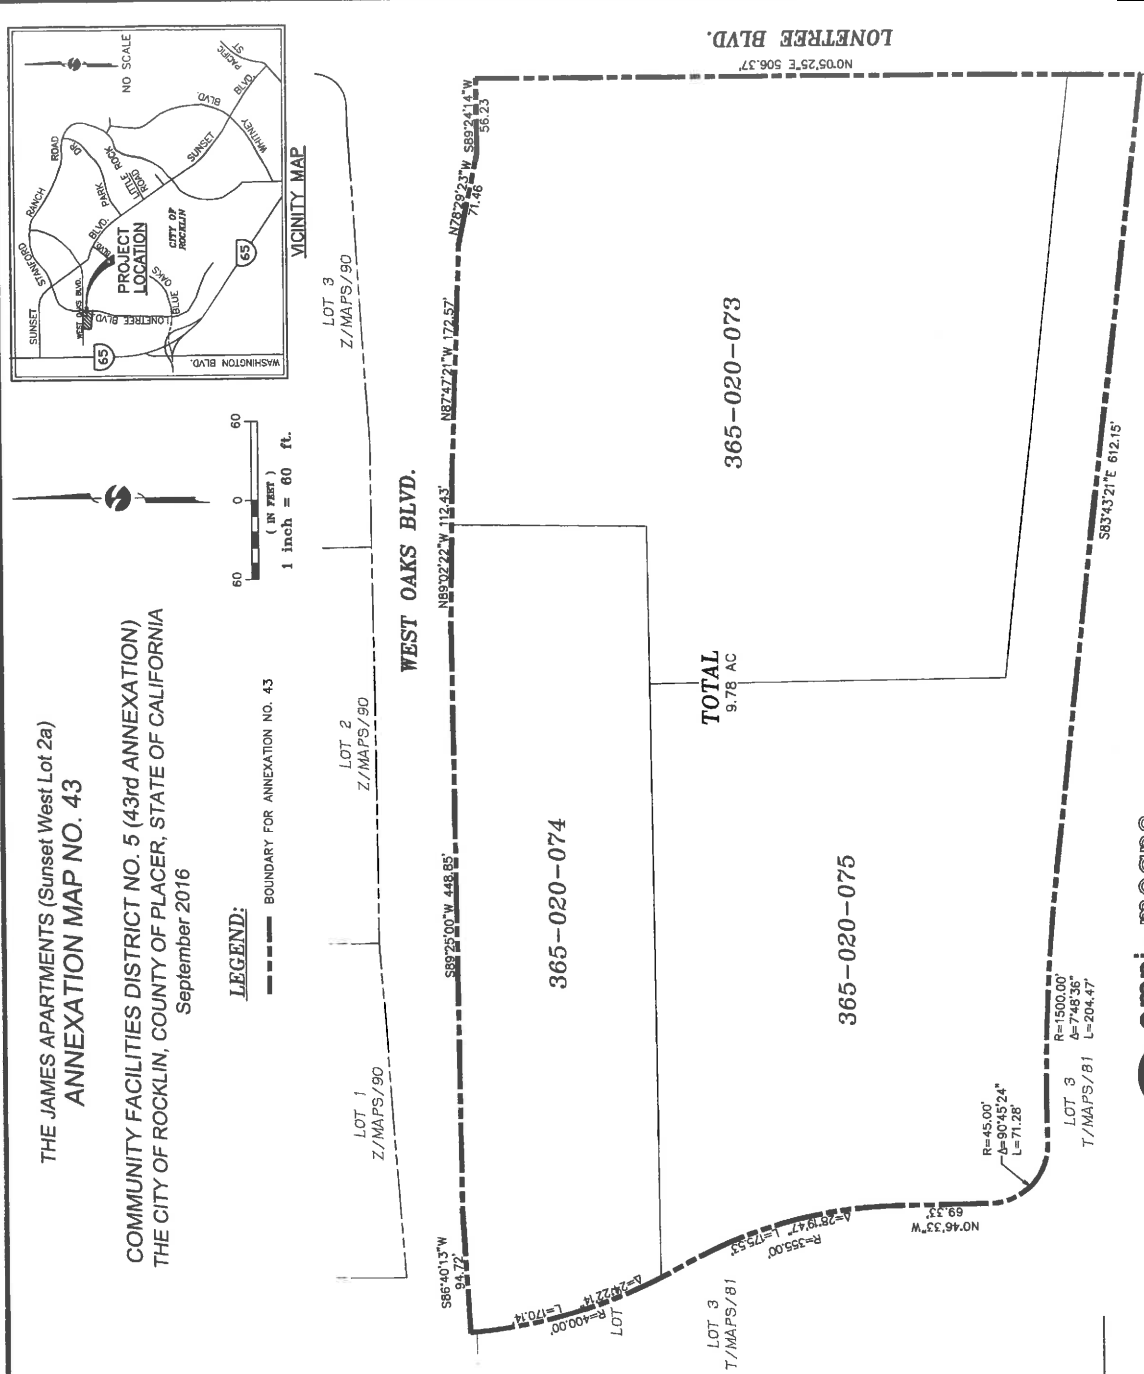 THE JAMES APARTMENTS (Sunset West Lot 2a)
ANNEXATION MAP NO. 43
COMMUNITY FACILITIES DISTRICT NO. 5 (43rd ANNEXATION)
THE CITY OF ROCKLIN, COUNTY OF PLACER, STATE OF CALIFORNIA
September 2016
LEGEND:
BOUNDARY FOR ANNEXATION NO. 43
60 0 60
( IN FEET )
1 inch = 60 ft.
NO SCALE
WASHINGTON BLVD.
65
SUNSET
STANFORD
RANCH
ROAD
WEST OAKS BLVD.
BLVD.
LONETREE BLVD
BLUE
OAKS
PROJECT
LOCATION
BLVD.
PARK
DR
LITTLE ROCK
ROAD
CITY OF
ROCKLIN
SUNSET
BLVD.
WHITNEY
BLVD.
PACIFIC
ST
65
VICINITY MAP
LOT 1
Z/MAPS/90
LOT 2
Z/MAPS/90
LOT 3
Z/MAPS/90
WEST OAKS BLVD.
LONETREE BLVD.
S86°40'13"W
94.72'
S89°25'00"W 448.85'
N89°02'22"W 112.43'
N87°47'21"W 172.57'
N78°29'23"W
71.46
S89°24'14"W
56.23
N0°05'25"E 506.37'
365-020-074
365-020-073
365-020-075
TOTAL
9.78 AC
S83°43'21"E 612.15'
R=1500.00'
Δ=7°48'36"
L=204.47'
R=45.00'
Δ=90°45'24"
L=71.28'
N0°46'33"W
69.33'
R=355.00'
Δ=28°19'47" L=175.53'
Δ=24°22'14"
R=400.00'
L=170.14'
LOT
LOT 3
T/MAPS/81
LOT 3
T/MAPS/81